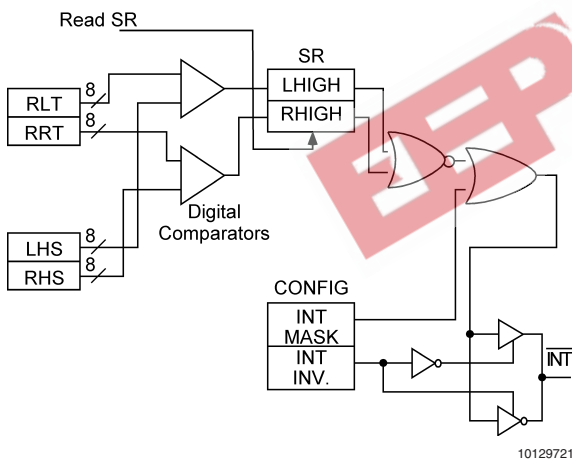 Read SR
SR
RLT
8
LHIGH
RRT
8
RHIGH
Digital
Comparators
LHS
8
RHS
8
CONFIG
INT
MASK
INT
INV.
INT
10129721